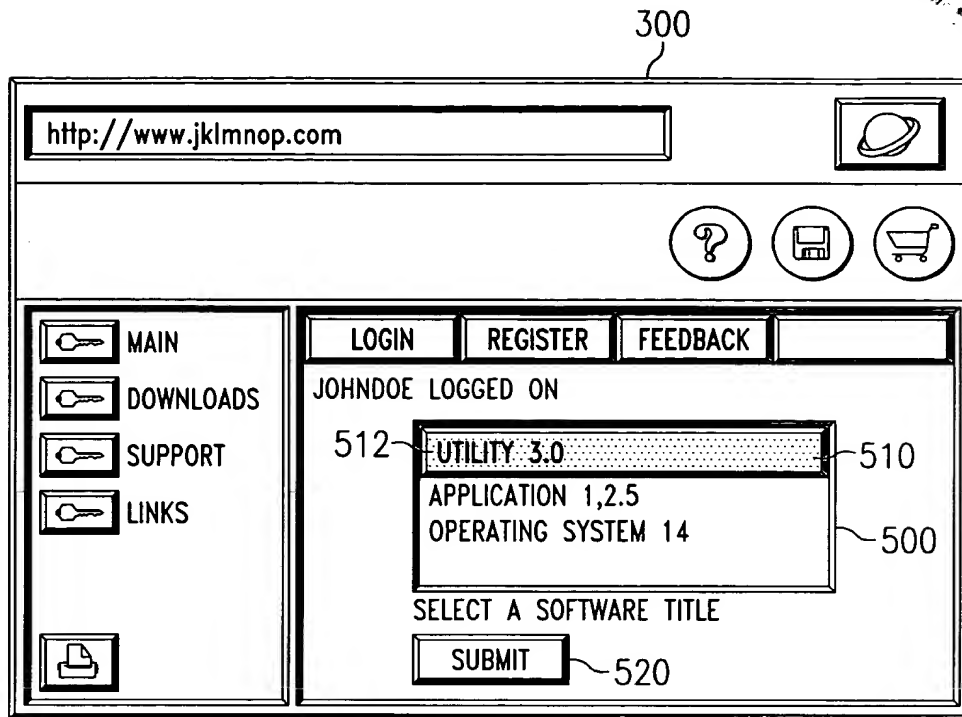 300
http://www.jklmnop.com
?
MAIN
DOWNLOADS
SUPPORT
LINKS
LOGIN REGISTER FEEDBACK
JOHNDOE LOGGED ON
512 UTILITY 3.0 510
APPLICATION 1,2.5
OPERATING SYSTEM 14
500
SELECT A SOFTWARE TITLE
SUBMIT 520